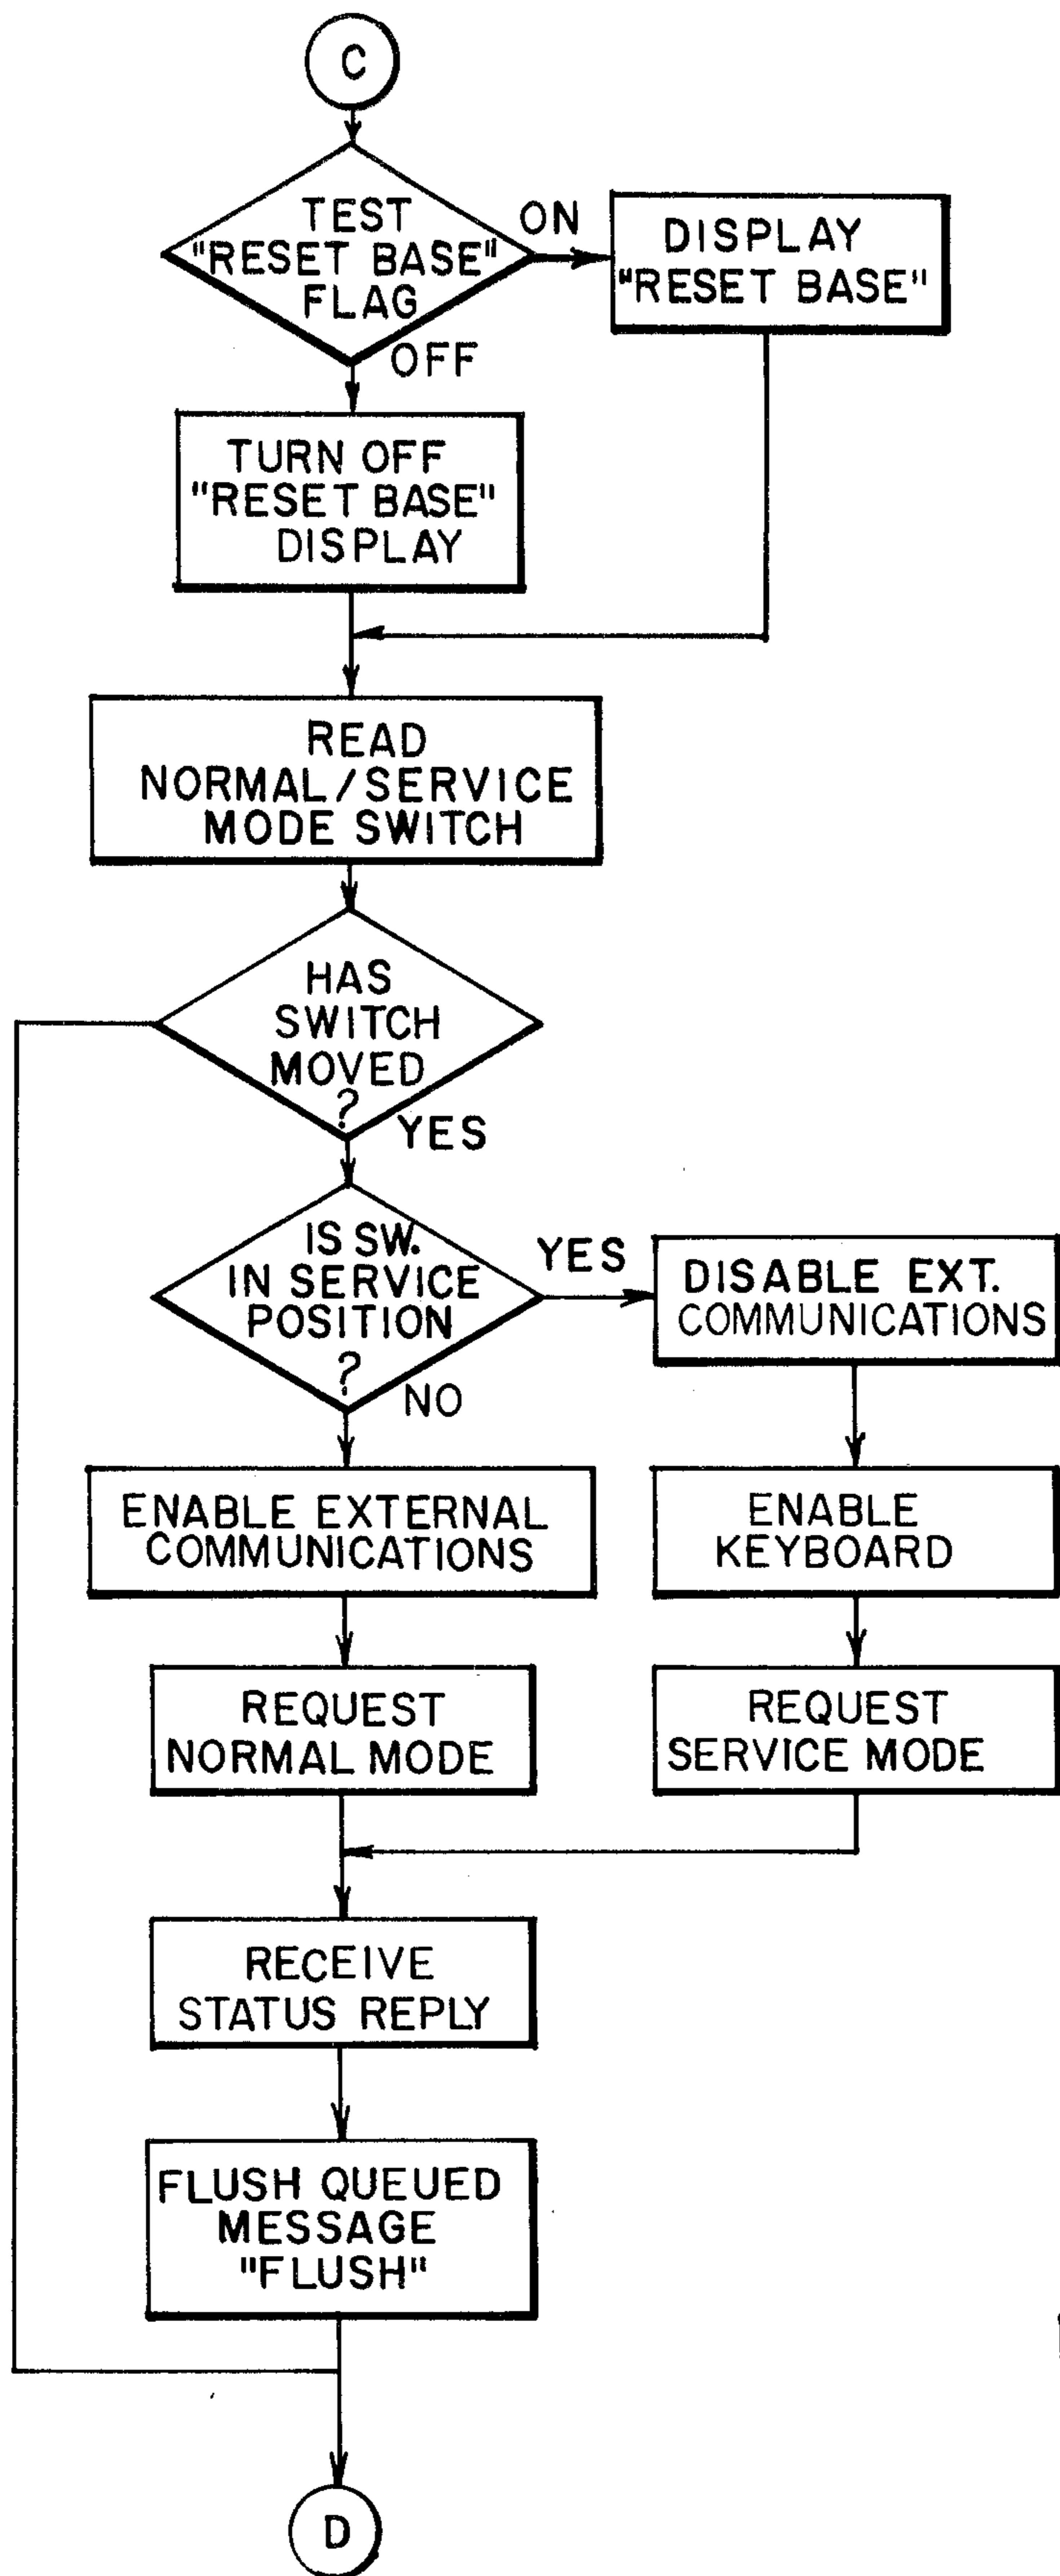 C
TEST
"RESET BASE"
FLAG
ON
DISPLAY
"RESET BASE"
OFF
TURN OFF
"RESET BASE"
DISPLAY
READ
NORMAL/SERVICE
MODE SWITCH
HAS
SWITCH
MOVED
?
YES
IS SW.
IN SERVICE
POSITION
?
YES
DISABLE EXT.
COMMUNICATIONS
NO
ENABLE EXTERNAL
COMMUNICATIONS
ENABLE
KEYBOARD
REQUEST
NORMAL MODE
REQUEST
SERVICE MODE
RECEIVE
STATUS REPLY
FLUSH QUEUED
MESSAGE
"FLUSH"
D